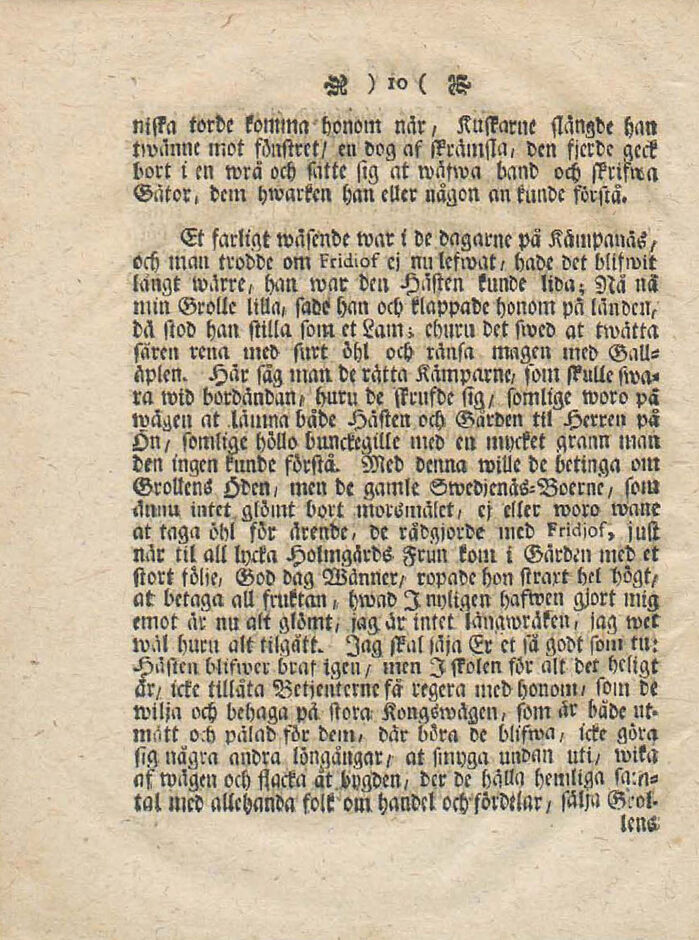 ) 10 (
niska torde komma honom när, Kuskarne slängde han
twänne mot fönstret, en dog af skrämsla, den fjerde geck
bort i en wrå och satte sig at wäfwa band och skrifwa
Gåtor, dem hwarken han eller någon an kunde förstå.
Et farligt wäsende war i de dagarne på Kämpanäs,
och man trodde om Fridiof ej nu lefwat, hade det blifwit
långt wärre, han war den Hästen kunde lida; Nå nå
min Grolle lilla, sade han och klappade honom på länden,
då stod han stilla som et Lam; ehuru det swed at twätta
såren rena med surt öhl och ränsa magen med Gall-
äplen. Här såg man de rätta Kämparne, som skulle swa-
ra wid bordändan, huru de skrufde sig, somlige woro på
wägen at lämna både Hästen och Gården til Herren på
Ön, somlige höllo bunckegille med en mycket grann man
den ingen kunde förstå. Med denna wille de betinga om
Grollens Öden, men de gamle Swedjenäs-Boerne, som
ännu intet glömt bort morsmålet, ej eller woro wane
at taga öhl för ärende, de rådgjorde med Fridjof, just
när til all lycka Holmgårds Frun kom i Gården med et
stort följe, God dag Wänner, ropade hon straxt hel högt,
at betaga all fruktan, hwad J nyligen hafwen gjort mig
emot är nu alt glömt, jag är intet långwråken, jag wet
wäl huru alt tilgått. Jag skal säja Er et så godt som tu:
Hästen blifwer braf igen, men J skolen för alt det heligt
är, icke tillåta Betjenterne få regera med honom, som de
wilja och behaga på stora Kongswägen, som är både ut-
mått och pålad för dem, där böra de blifwa, icke göra
sig några andra löngångar, at smyga undan uti, wika
af wägen och flacka åt bygden, der de hålla hemliga sam-
tal med allehanda folk om handel och fördelar, sälja Grol-
lens